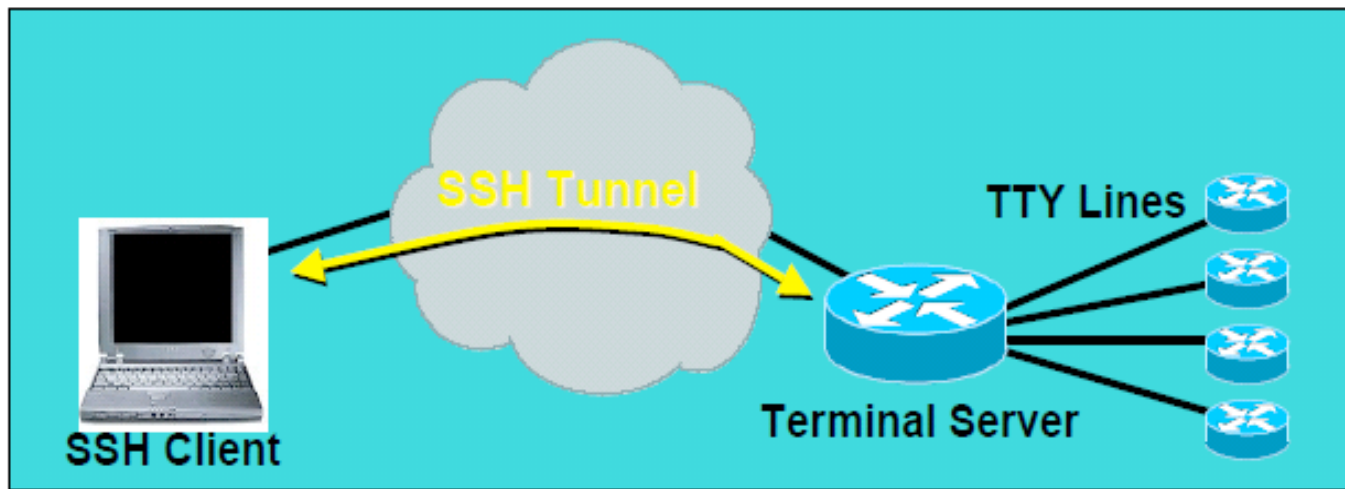 SSH Tunnel
TTY Lines
Terminal Server
SSH Client